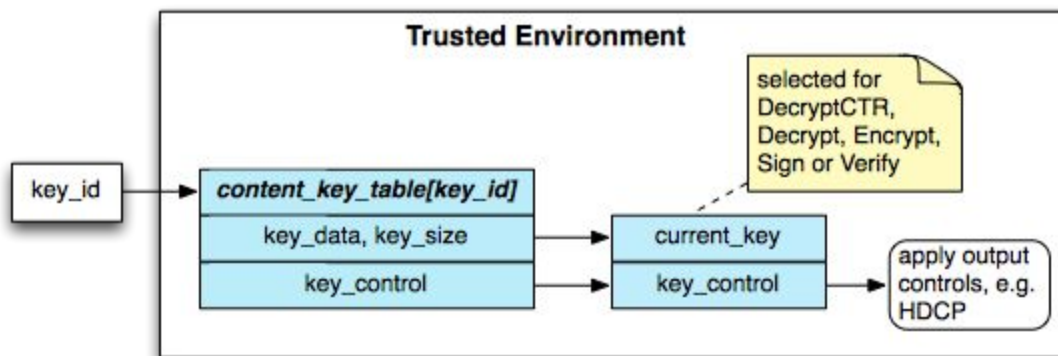 Trusted Environment
selected for
DecryptCTR,
Decrypt, Encrypt,
Sign or Verify
key_id
content_key_table[key_id]
key_data, key_size
current_key
key_control
key_control
apply output
controls, e.g.
HDCP